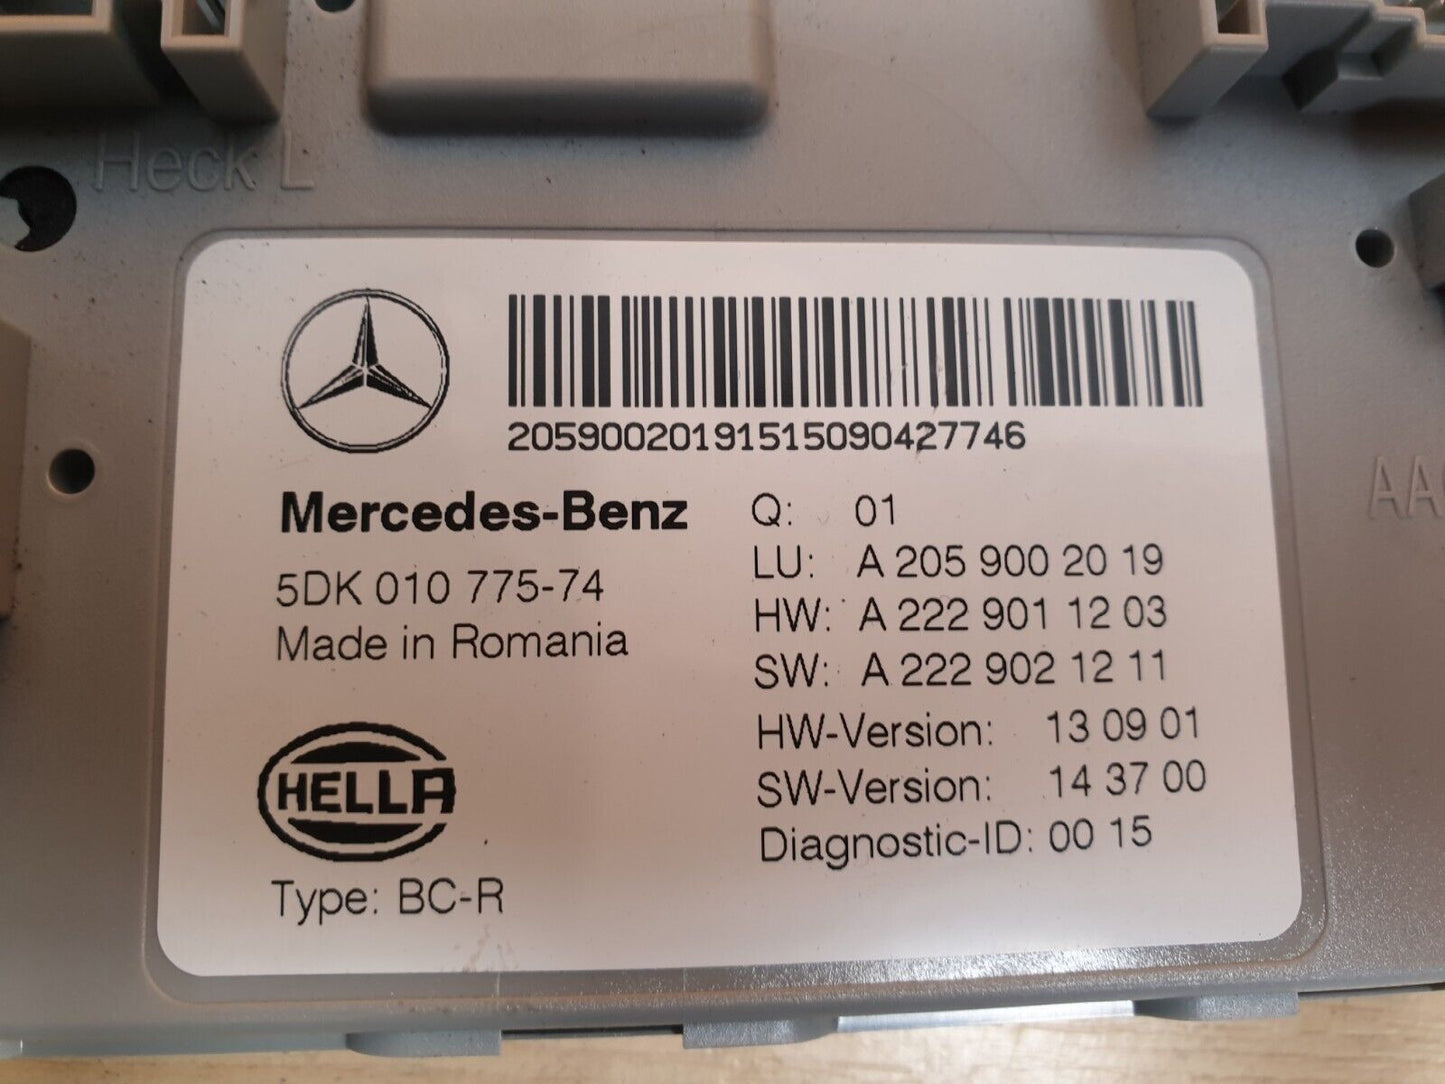 Heck L
20590020191515090427746
Mercedes-Benz
5DK 010 775-74
Made in Romania
HELLA
Type: BC-R
Q: 01
LU: A 205 900 20 19
HW: A 222 901 12 03
SW: A 222 902 12 11
HW-Version: 13 09 01
SW-Version: 14 37 00
Diagnostic-ID: 00 15